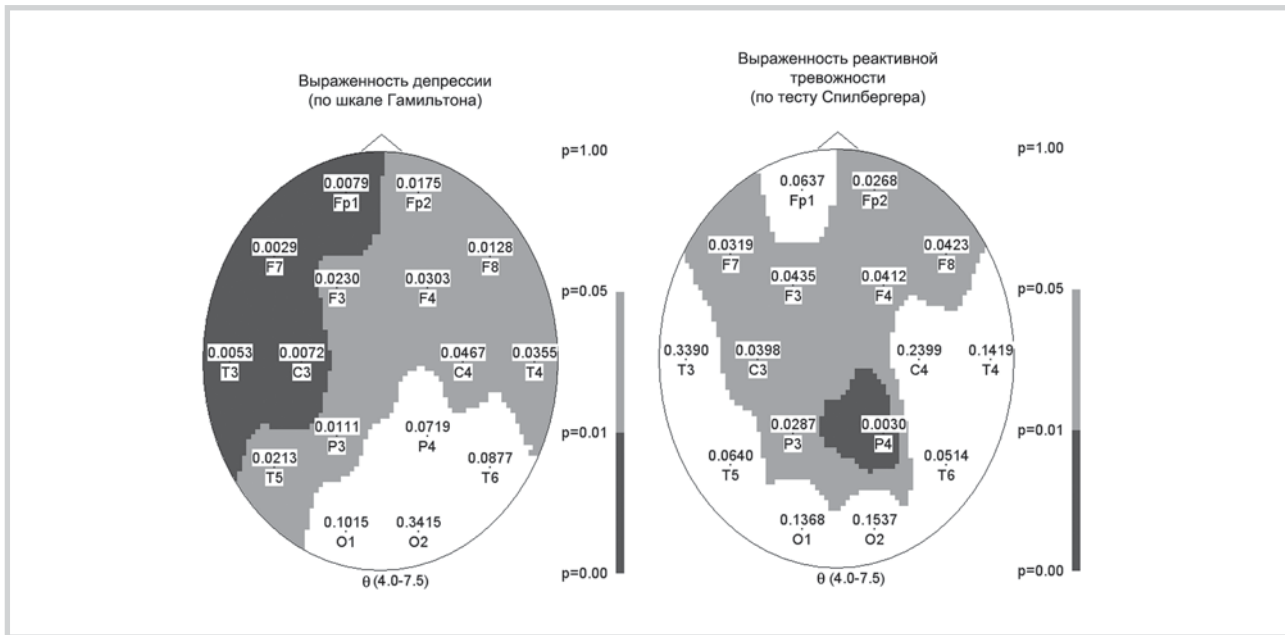 Выраженность депрессии
(по шкале Гамильтона)
p=1.00
0.0079
Fp1
0.0175
Fp2
0.0029
F7
0.0128
F8
0.0230
F3
0.0303
F4
p=0.05
0.0053
T3
0.0072
C3
0.0467
C4
0.0355
T4
0.0111
P3
0.0719
P4
p=0.01
0.0213
T5
0.0877
T6
0.1015
O1
0.3415
O2
p=0.00
θ (4.0-7.5)
Выраженность реактивной
тревожности
(по тесту Спилбергера)
p=1.00
0.0637
Fp1
0.0268
Fp2
0.0319
F7
0.0423
F8
0.0435
F3
0.0412
F4
p=0.05
0.3390
T3
0.0398
C3
0.2399
C4
0.1419
T4
0.0287
P3
0.0030
P4
p=0.01
0.0640
T5
0.0514
T6
0.1368
O1
0.1537
O2
p=0.00
θ (4.0-7.5)